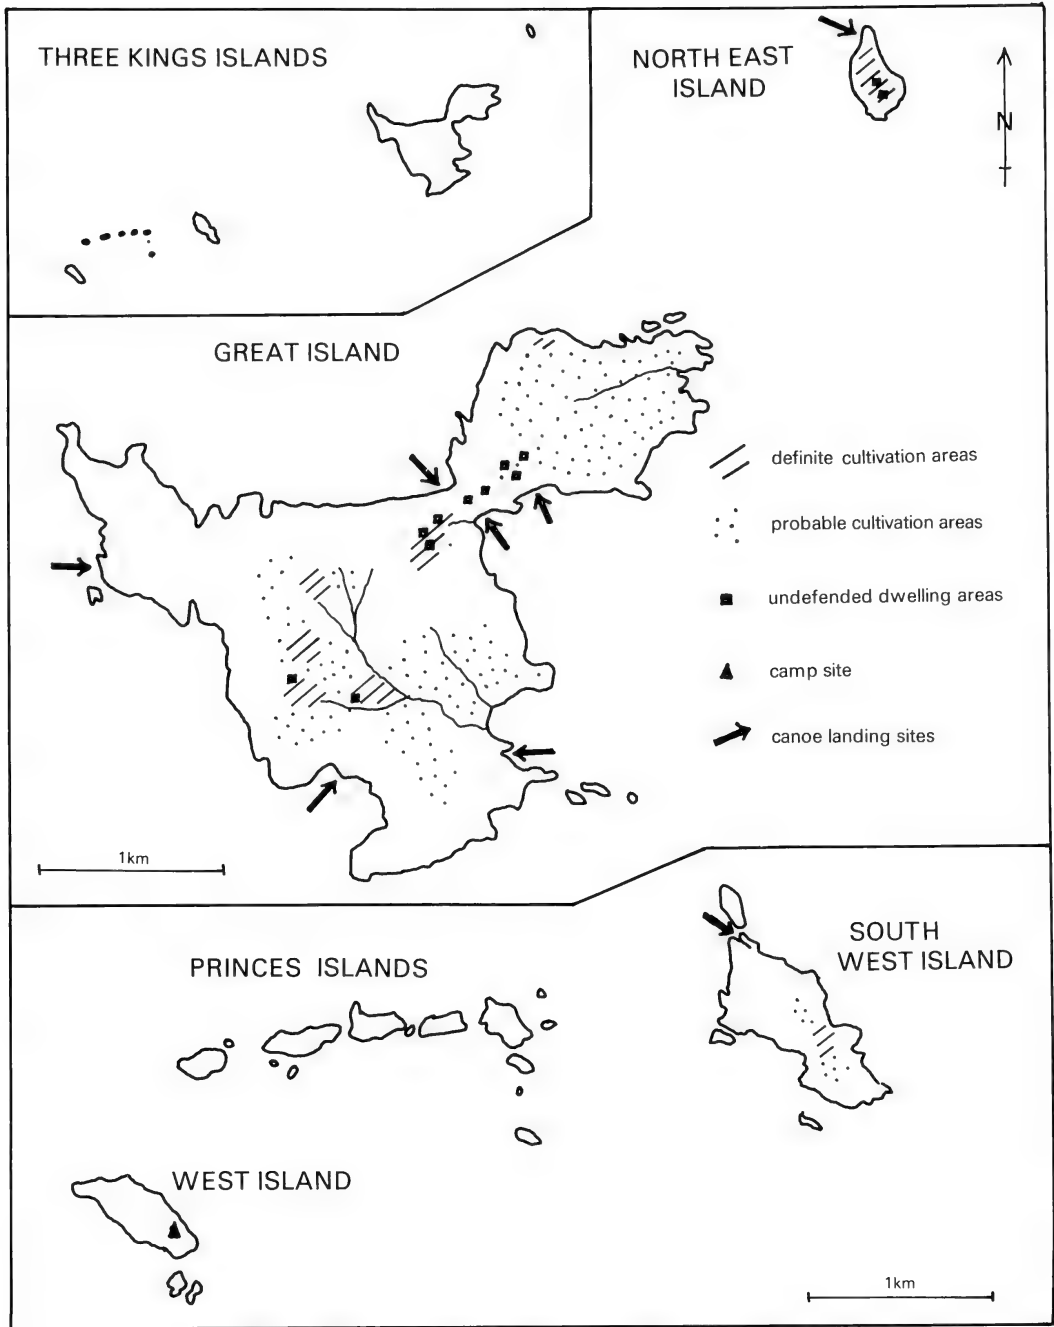 THREE KINGS ISLANDS
NORTH EAST
ISLAND
N
GREAT ISLAND
definite cultivation areas
probable cultivation areas
undefended dwelling areas
camp site
canoe landing sites
1km
PRINCES ISLANDS
SOUTH
WEST ISLAND
WEST ISLAND
1km